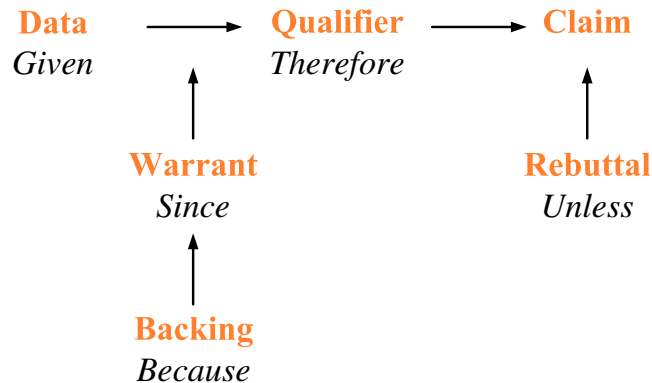 Data
Given
Qualifier
Therefore
Claim
Warrant
Since
Rebuttal
Unless
Backing
Because